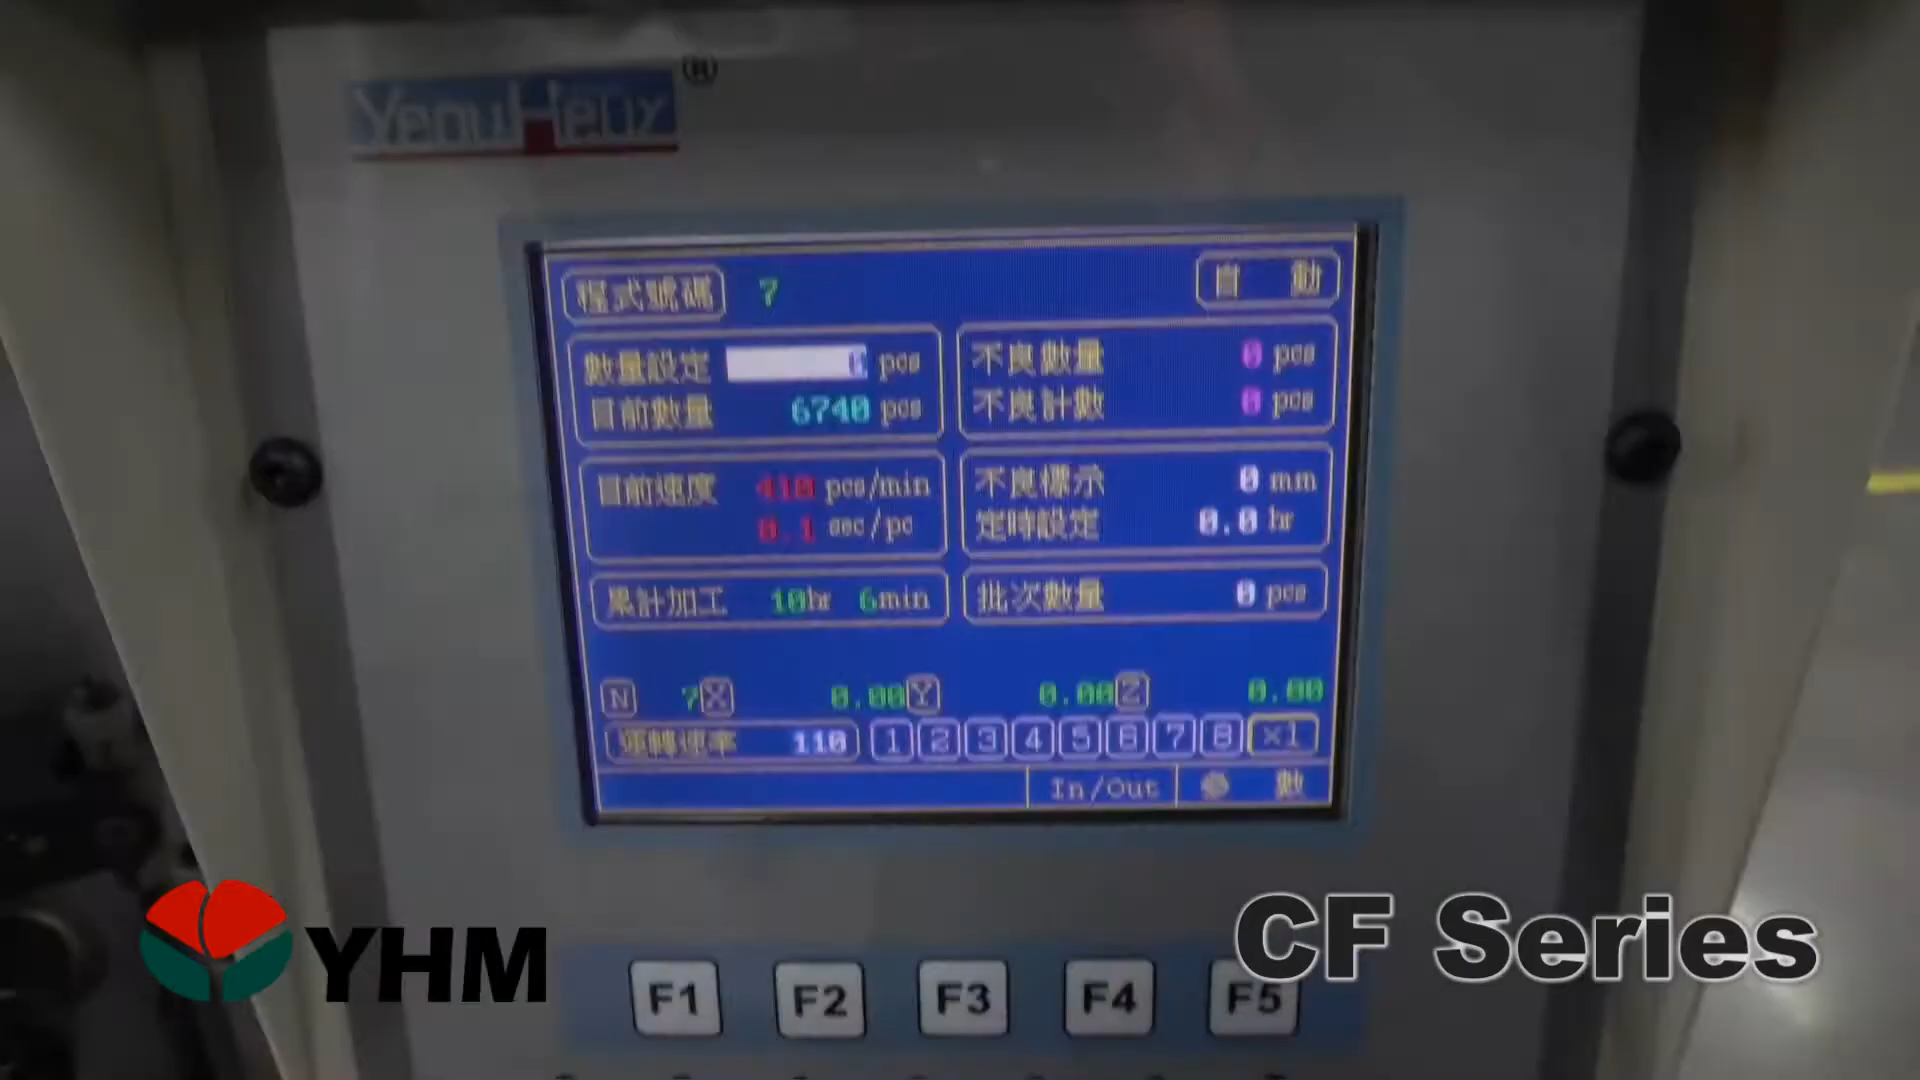 YenuHelix®
程式號碼 7 自 動
數量設定 0 pcs 不良數量 0 pcs
目前數量 6740 pcs 不良計數 0 pcs
目前速度 410 pcs/min 不良標示 0 mm
0.1 sec/pc 定時設定 0.0 hr
累計加工 10hr 6min 批次數量 0 pcs
N 7 X 0.00 Y 0.00 Z 0.00
運轉速率 110 1 2 3 4 5 6 7 8 ×1
In/Out 數
YHM
CF Series
F1 F2 F3 F4 F5